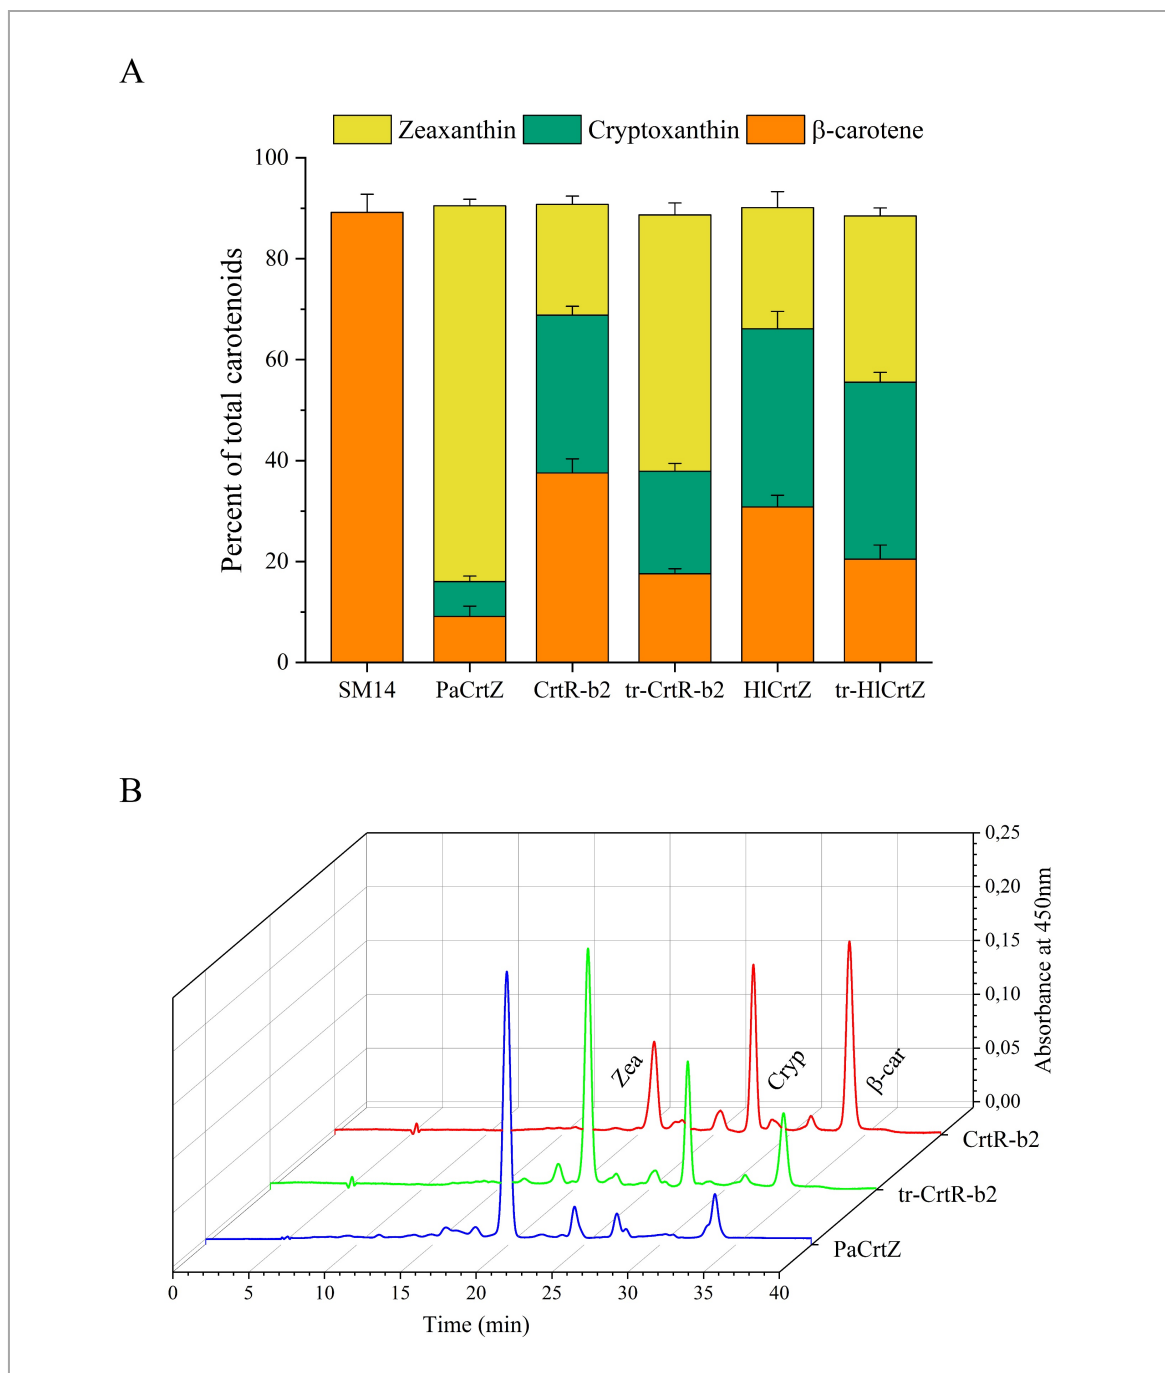 A
Zeaxanthin Cryptoxanthin β-carotene
Percent of total carotenoids
100
80
60
40
20
0
SM14 PaCrtZ CrtR-b2 tr-CrtR-b2 HlCrtZ tr-HlCrtZ
B
0,25
0,20
0,15
0,10
0,05
0,00
Absorbance at 450nm
Zea Cryp β-car
CrtR-b2
tr-CrtR-b2
PaCrtZ
0 5 10 15 20 25 30 35 40
Time (min)